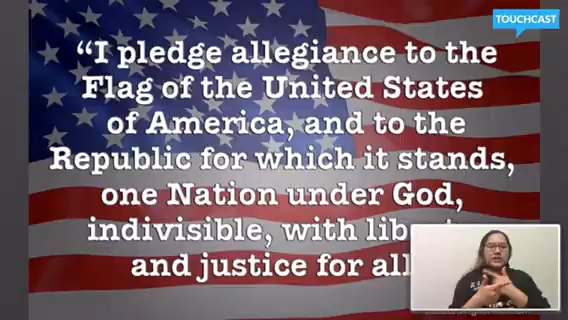 TOUCHCAST
“I pledge allegiance to the
Flag of the United States
of America, and to the
Republic for which it stands,
one Nation under God,
indivisible, with
and justice for all